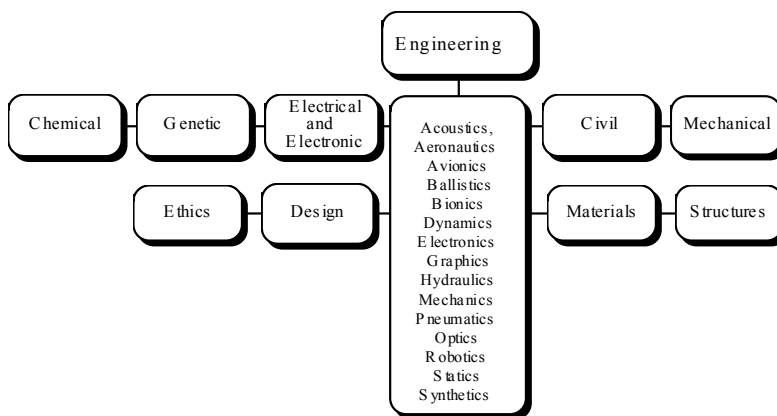 Engineering
Chemical
Genetic
Electrical
and
Electronic
Civil
Mechanical
Ethics
Design
Acoustics,
Aeronautics
Avionics
Ballistics
Bionics
Dynamics
Electronics
Graphics
Hydraulics
Mechanics
Pneumatics
Optics
Robotics
Statics
Synthetics
Materials
Structures